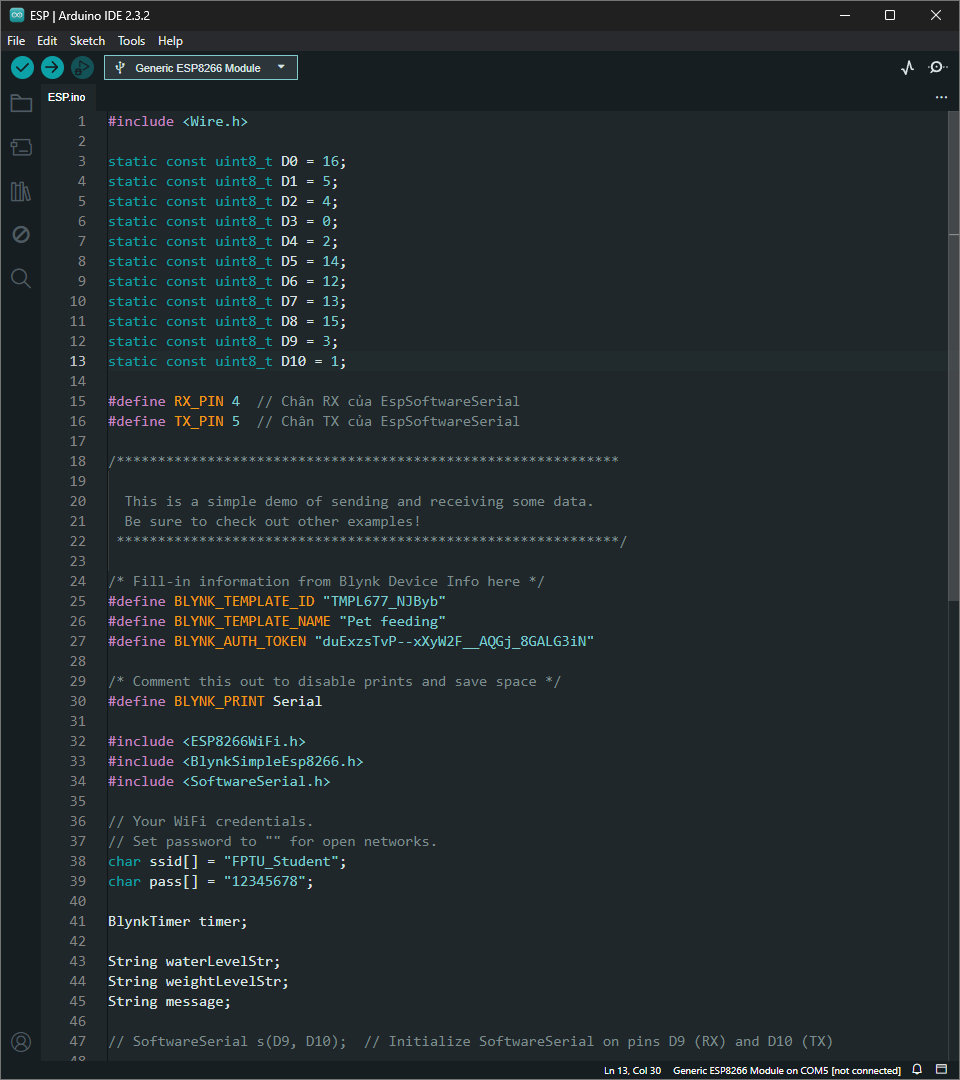 ESP | Arduino IDE 2.3.2
File Edit Sketch Tools Help
Generic ESP8266 Module
ESP.ino
1 #include <Wire.h>
2
3 static const uint8_t D0 = 16;
4 static const uint8_t D1 = 5;
5 static const uint8_t D2 = 4;
6 static const uint8_t D3 = 0;
7 static const uint8_t D4 = 2;
8 static const uint8_t D5 = 14;
9 static const uint8_t D6 = 12;
10 static const uint8_t D7 = 13;
11 static const uint8_t D8 = 15;
12 static const uint8_t D9 = 3;
13 static const uint8_t D10 = 1;
14
15 #define RX_PIN 4  // Chân RX của EspSoftwareSerial
16 #define TX_PIN 5  // Chân TX của EspSoftwareSerial
17
18 /*************************************************************
19
20 This is a simple demo of sending and receiving some data.
21 Be sure to check out other examples!
22 *************************************************************/
23
24 /* Fill-in information from Blynk Device Info here */
25 #define BLYNK_TEMPLATE_ID "TMPL677_NJByb"
26 #define BLYNK_TEMPLATE_NAME "Pet feeding"
27 #define BLYNK_AUTH_TOKEN "duExzsTvP--xXyW2F__AQGj_8GALG3iN"
28
29 /* Comment this out to disable prints and save space */
30 #define BLYNK_PRINT Serial
31
32 #include <ESP8266WiFi.h>
33 #include <BlynkSimpleEsp8266.h>
34 #include <SoftwareSerial.h>
35
36 // Your WiFi credentials.
37 // Set password to "" for open networks.
38 char ssid[] = "FPTU_Student";
39 char pass[] = "12345678";
40
41 BlynkTimer timer;
42
43 String waterLevelStr;
44 String weightLevelStr;
45 String message;
46
47 // SoftwareSerial s(D9, D10);  // Initialize SoftwareSerial on pins D9 (RX) and D10 (TX)
48
Ln 13, Col 30 Generic ESP8266 Module on COM5 [not connected]